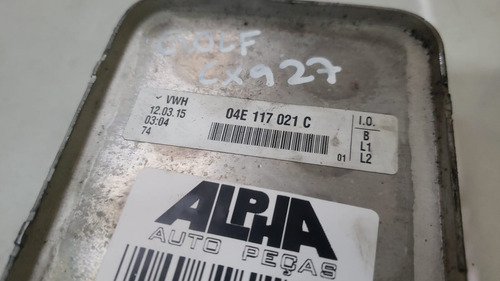 GOLF
CX927
VWH
12.03.15
03:04
74
04E 117 021 C
01
I.O.
B
L1
L2
ALPHA
AUTO PEÇAS